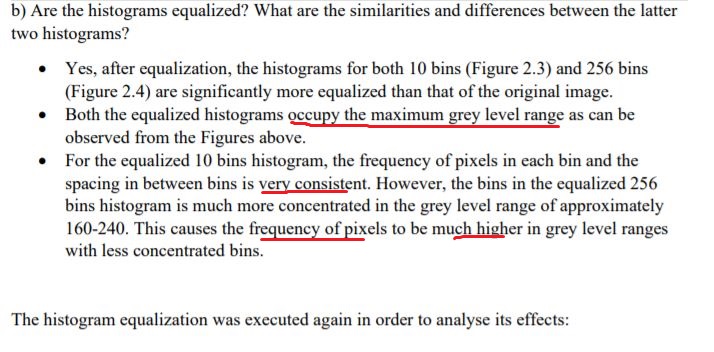 b) Are the histograms equalized? What are the similarities and differences between the latter
two histograms?
• Yes, after equalization, the histograms for both 10 bins (Figure 2.3) and 256 bins
(Figure 2.4) are significantly more equalized than that of the original image.
• Both the equalized histograms occupy the maximum grey level range as can be
observed from the Figures above.
• For the equalized 10 bins histogram, the frequency of pixels in each bin and the
spacing in between bins is very consistent. However, the bins in the equalized 256
bins histogram is much more concentrated in the grey level range of approximately
160-240. This causes the frequency of pixels to be much higher in grey level ranges
with less concentrated bins.
The histogram equalization was executed again in order to analyse its effects: